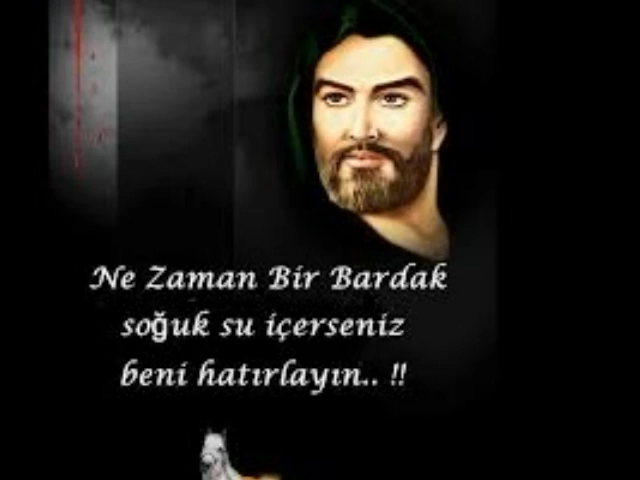 Ne Zaman Bir Bardak
soğuk su içerseniz
beni hatırlayın.. !!